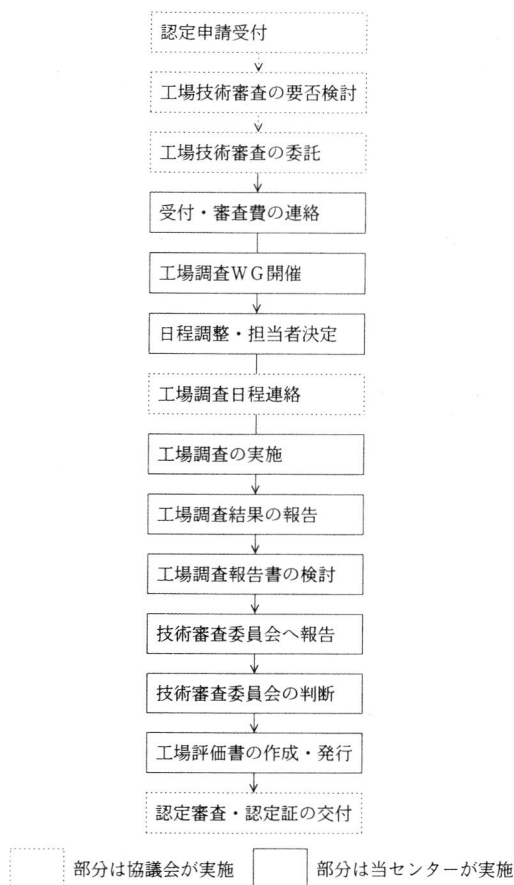 認定申請受付
工場技術審査の要否検討
工場技術審査の委託
受付・審査費の連絡
工場調査WG開催
日程調整・担当者決定
工場調査日程連絡
工場調査の実施
工場調査結果の報告
工場調査報告書の検討
技術審査委員会へ報告
技術審査委員会の判断
工場評価書の作成・発行
認定審査・認定証の交付
部分は協議会が実施 部分は当センターが実施